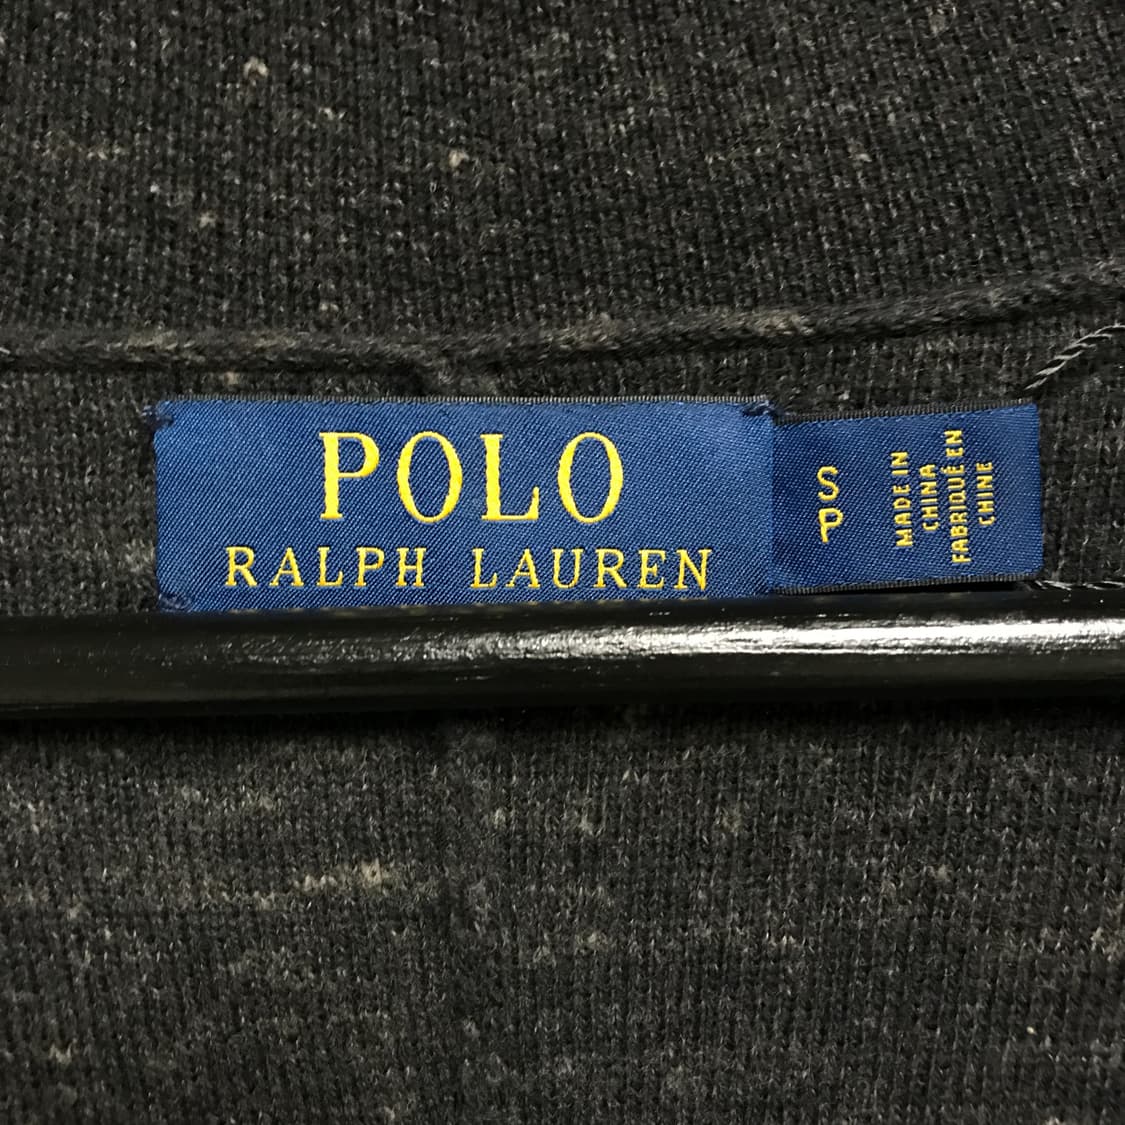 POLO
RALPH LAUREN
S
P
MADE IN
CHINA
FABRIQUÉ EN
CHINE